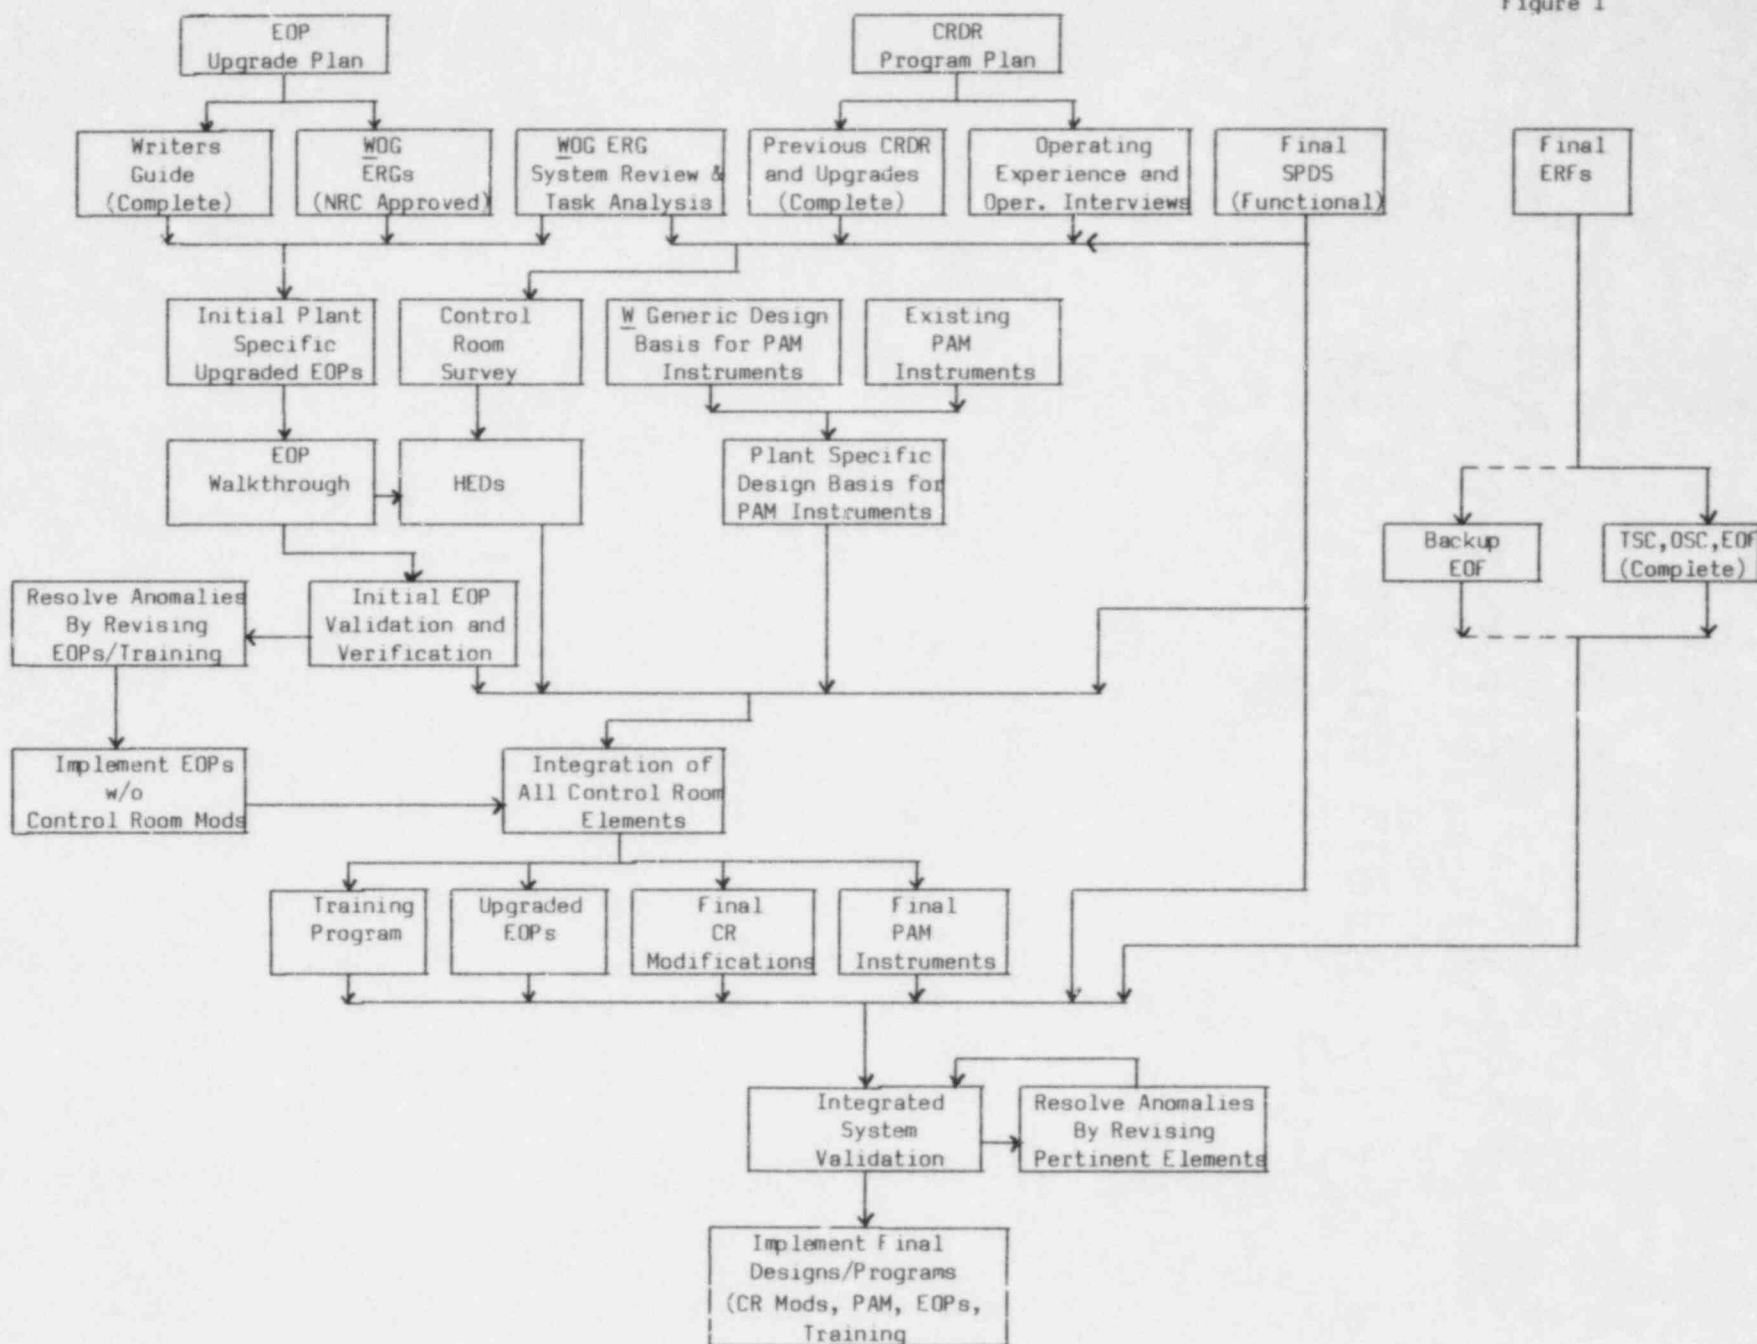 Figure 1
EOP
Upgrade Plan
CRDR
Program Plan
Writers
Guide
(Complete)
WOG
ERGs
(NRC Approved)
WOG ERG
System Review &
Task Analysis
Previous CRDR
and Upgrades
(Complete)
Operating
Experience and
Oper. Interviews
Final
SPDS
(Functional)
Final
ERFs
Initial Plant
Specific
Upgraded EOPs
Control
Room
Survey
W Generic Design
Basis for PAM
Instruments
Existing
PAM
Instruments
EOP
Walkthrough
HEDs
Plant Specific
Design Basis for
PAM Instruments
Backup
EOF
TSC,OSC,EOF
(Complete)
Resolve Anomalies
By Revising
EOPs/Training
Initial EOP
Validation and
Verification
Implement EOPs
w/o
Control Room Mods
Integration of
All Control Room
Elements
Training
Program
Upgraded
EOPs
Final
CR
Modifications
Final
PAM
Instruments
Integrated
System
Validation
Resolve Anomalies
By Revising
Pertinent Elements
Implement Final
Designs/Programs
(CR Mods, PAM, EOPs,
Training